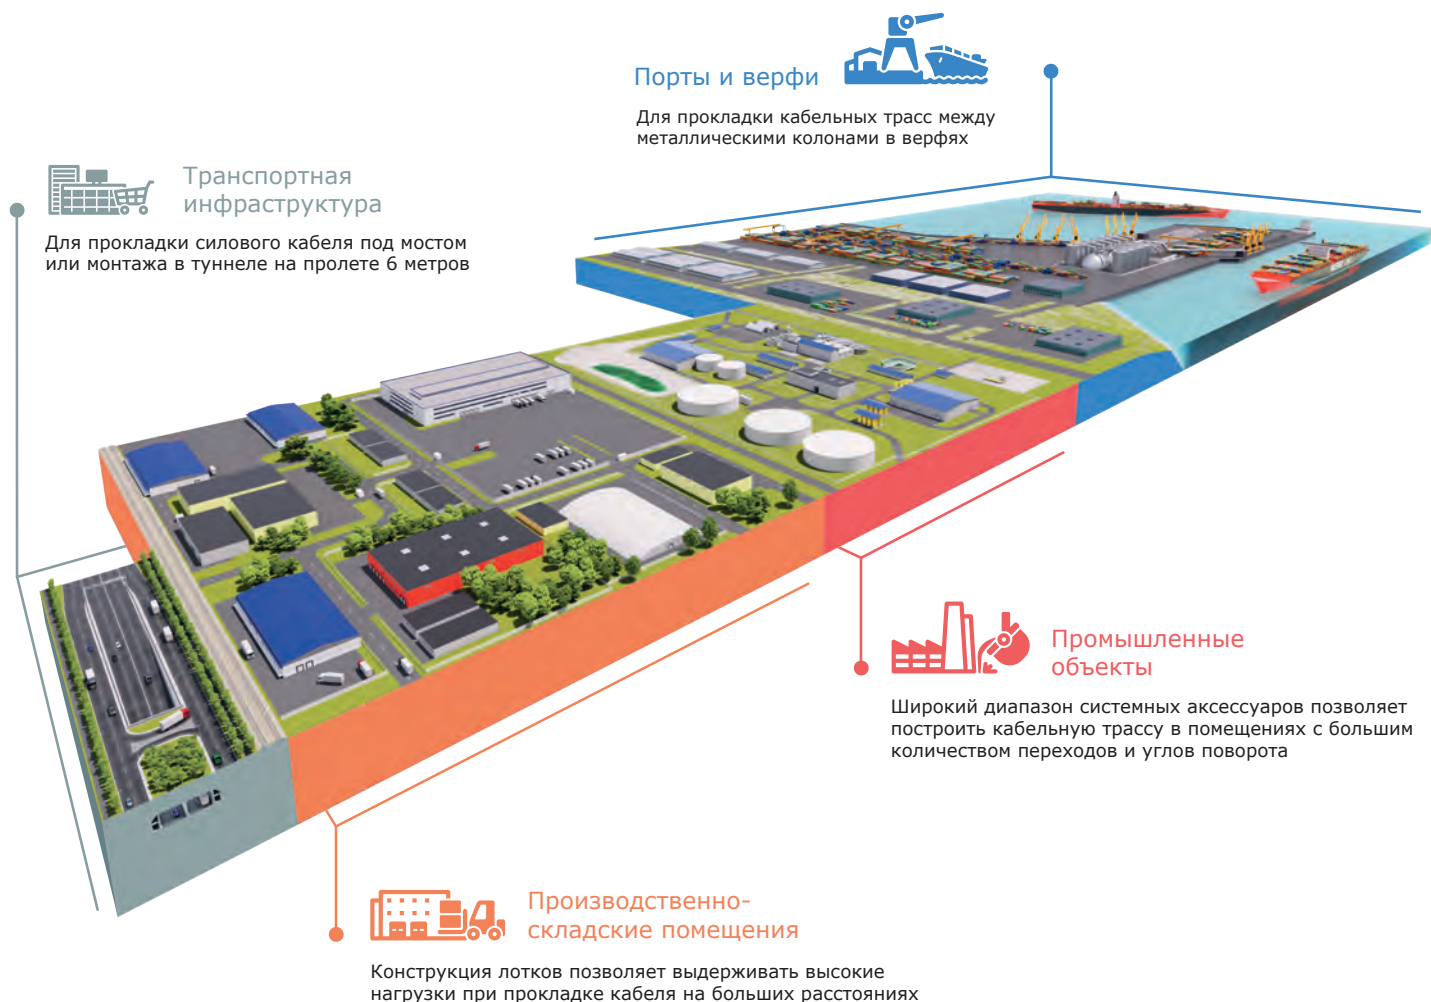 Порты и верфи
Для прокладки кабельных трасс между
металлическими колонами в верфях
Транспортная
инфраструктура
Для прокладки силового кабеля под мостом
или монтажа в туннеле на пролете 6 метров
Промышленные
объекты
Широкий диапазон системных аксессуаров позволяет
построить кабельную трассу в помещениях с большим
количеством переходов и углов поворота
Производственно-
складские помещения
Конструкция лотков позволяет выдерживать высокие
нагрузки при прокладке кабеля на больших расстояниях